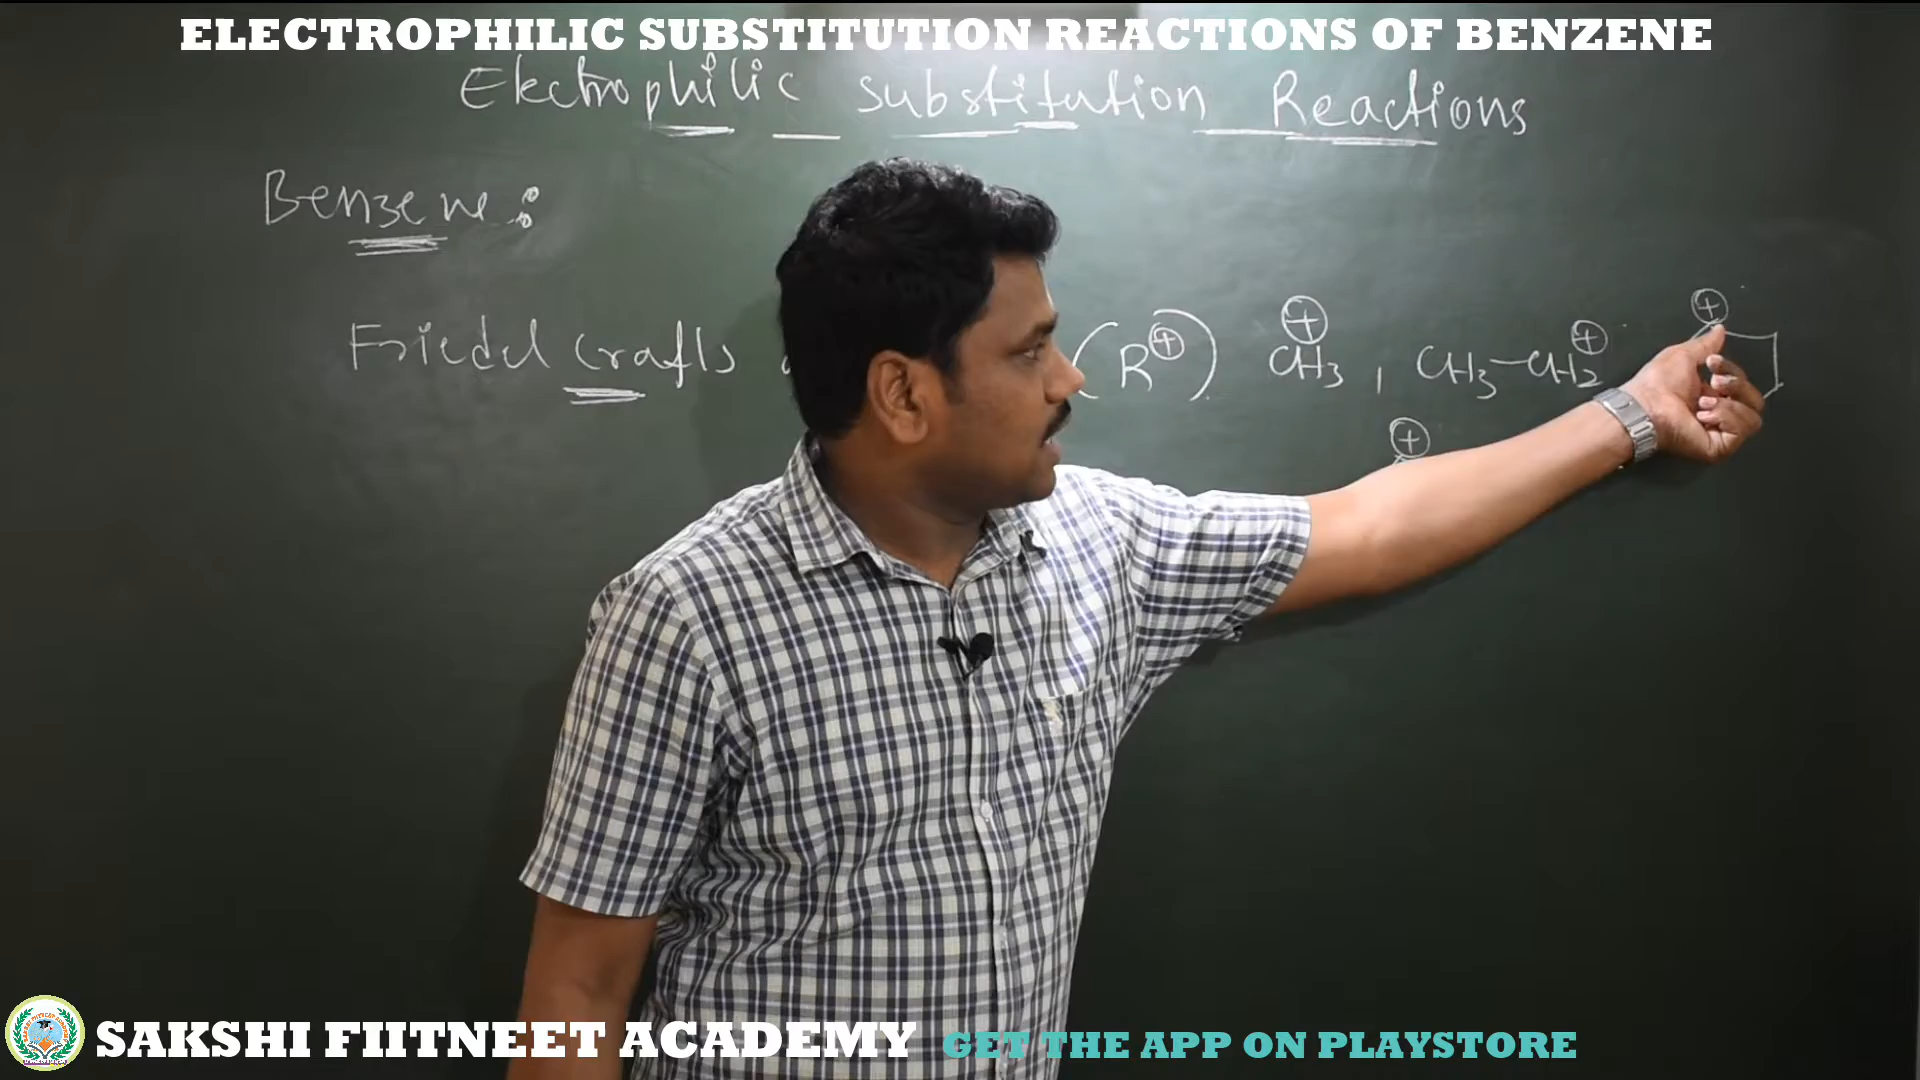 ELECTROPHILIC SUBSTITUTION REACTIONS OF BENZENE
Electrophilic substitution Reactions
Benzene :
Friedel Crafts (R⊕) ⊕CH3 , CH3-CH2⊕ ⊕
⊕
SAKSHI FIITNEET ACADEMY GET THE APP ON PLAYSTORE